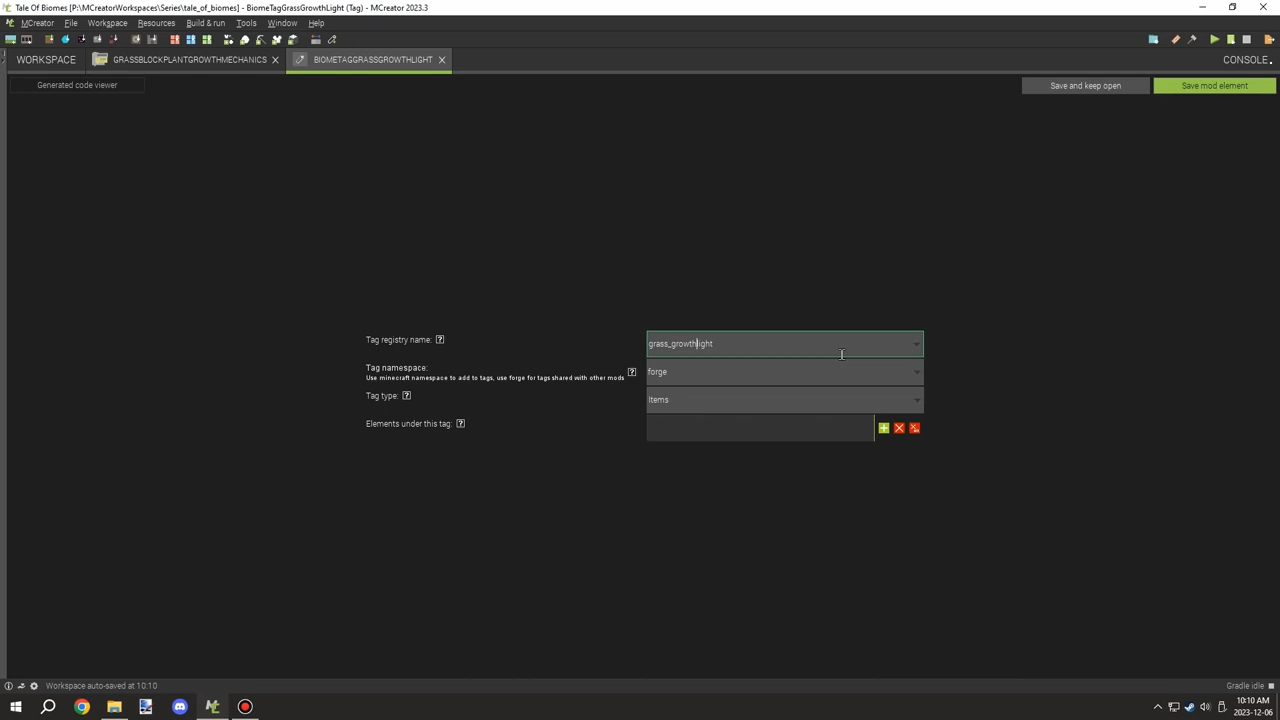 Tale Of Biomes [P:\MCreatorWorkspaces\Series\tale_of_biomes] - BiomeTagGrassGrowthLight (Tag) - MCreator 2023.3
MCreator File Workspace Resources Build & run Tools Window Help
WORKSPACE GRASSBLOCKPLANTGROWTHMECHANICS BIOMETAGGRASSGROWTHLIGHT CONSOLE
Generated code viewer Save and keep open Save mod element
Tag registry name: ? grass_growthlight
Tag namespace: ? forge
Use minecraft namespace to add to tags, use forge for tags shared with other mods
Tag type: ? Items
Elements under this tag: ?
Workspace auto-saved at 10:10 Gradle idle
10:10 AM
2023-12-06